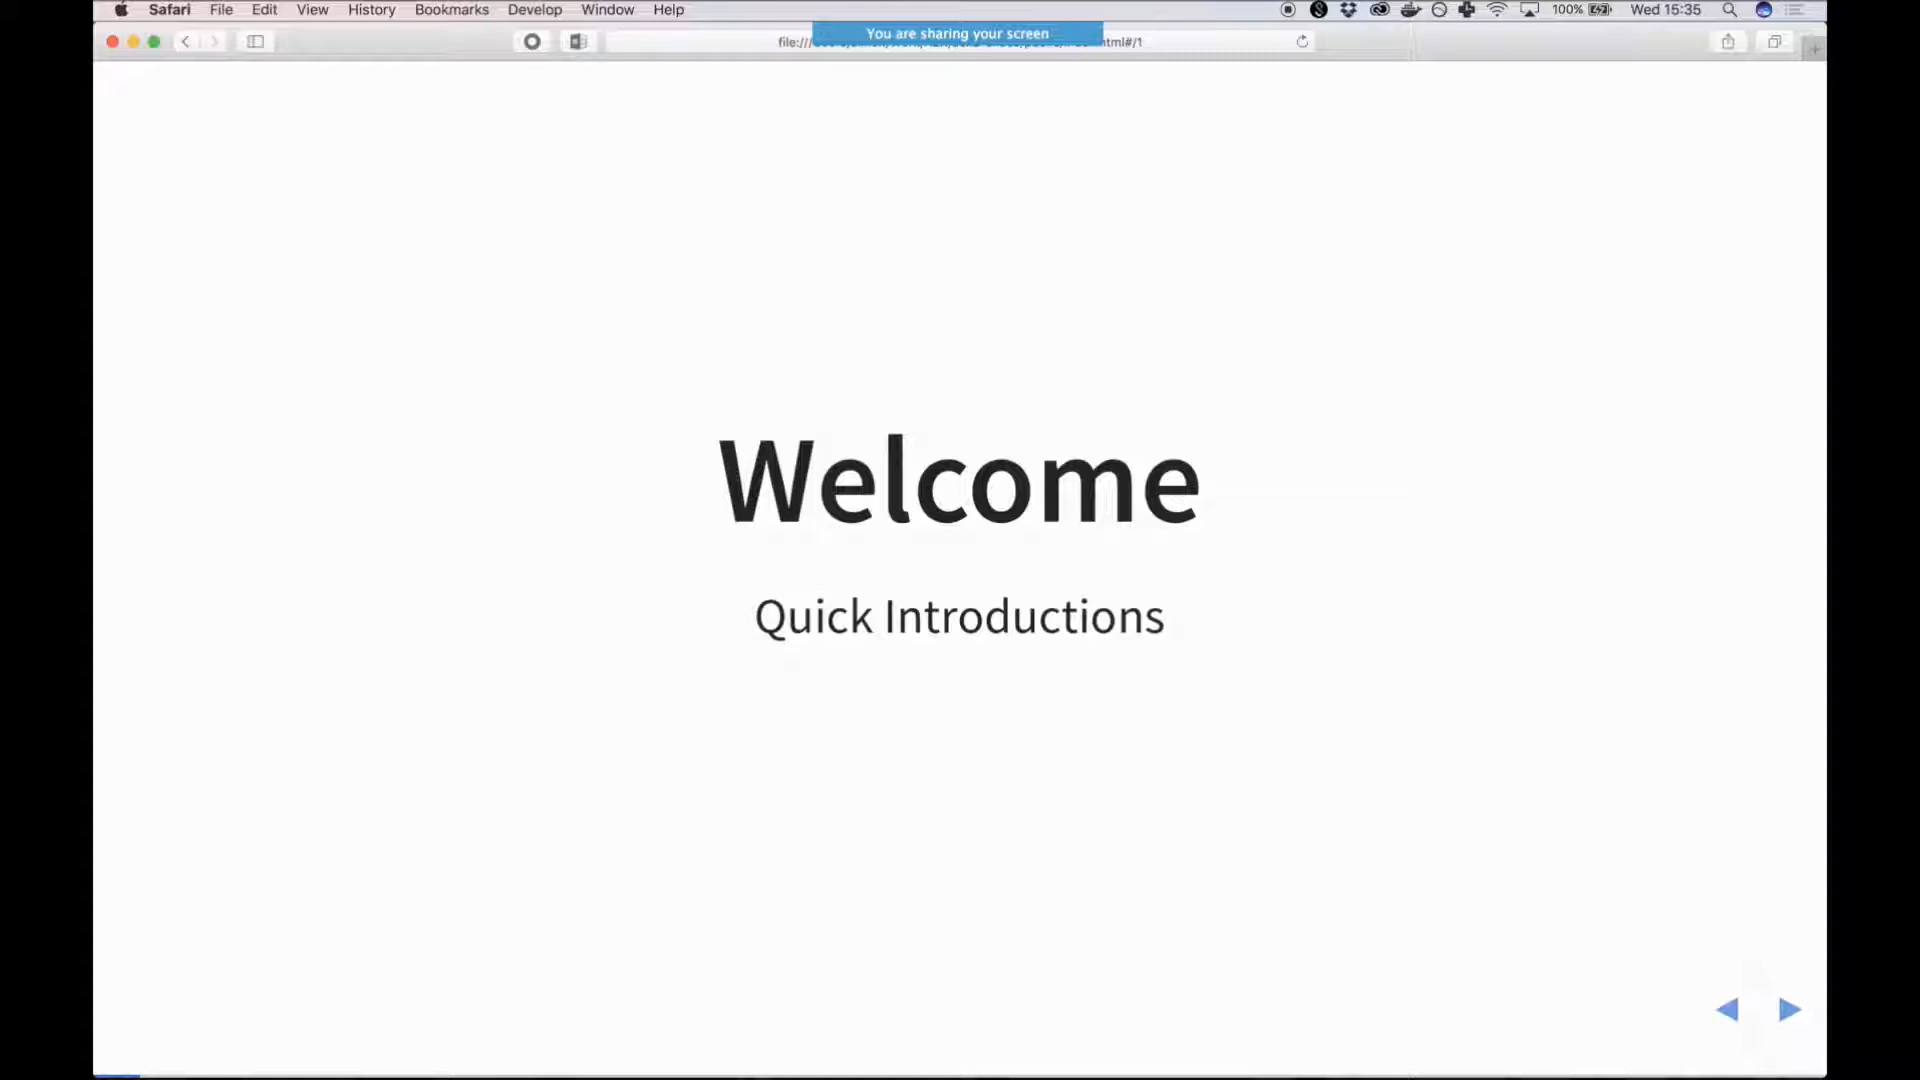 Safari File Edit View History Bookmarks Develop Window Help 100% Wed 15:35
You are sharing your screen
file:/// html#/1
Welcome
Quick Introductions